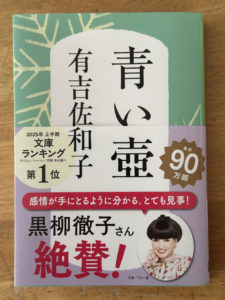 青い壺
有吉佐和子
2025年上半期
文庫
ランキング
第1位
累計
90
万部
感情が手にとるように分かる。とても見事!
黒柳徹子さん
絶賛!